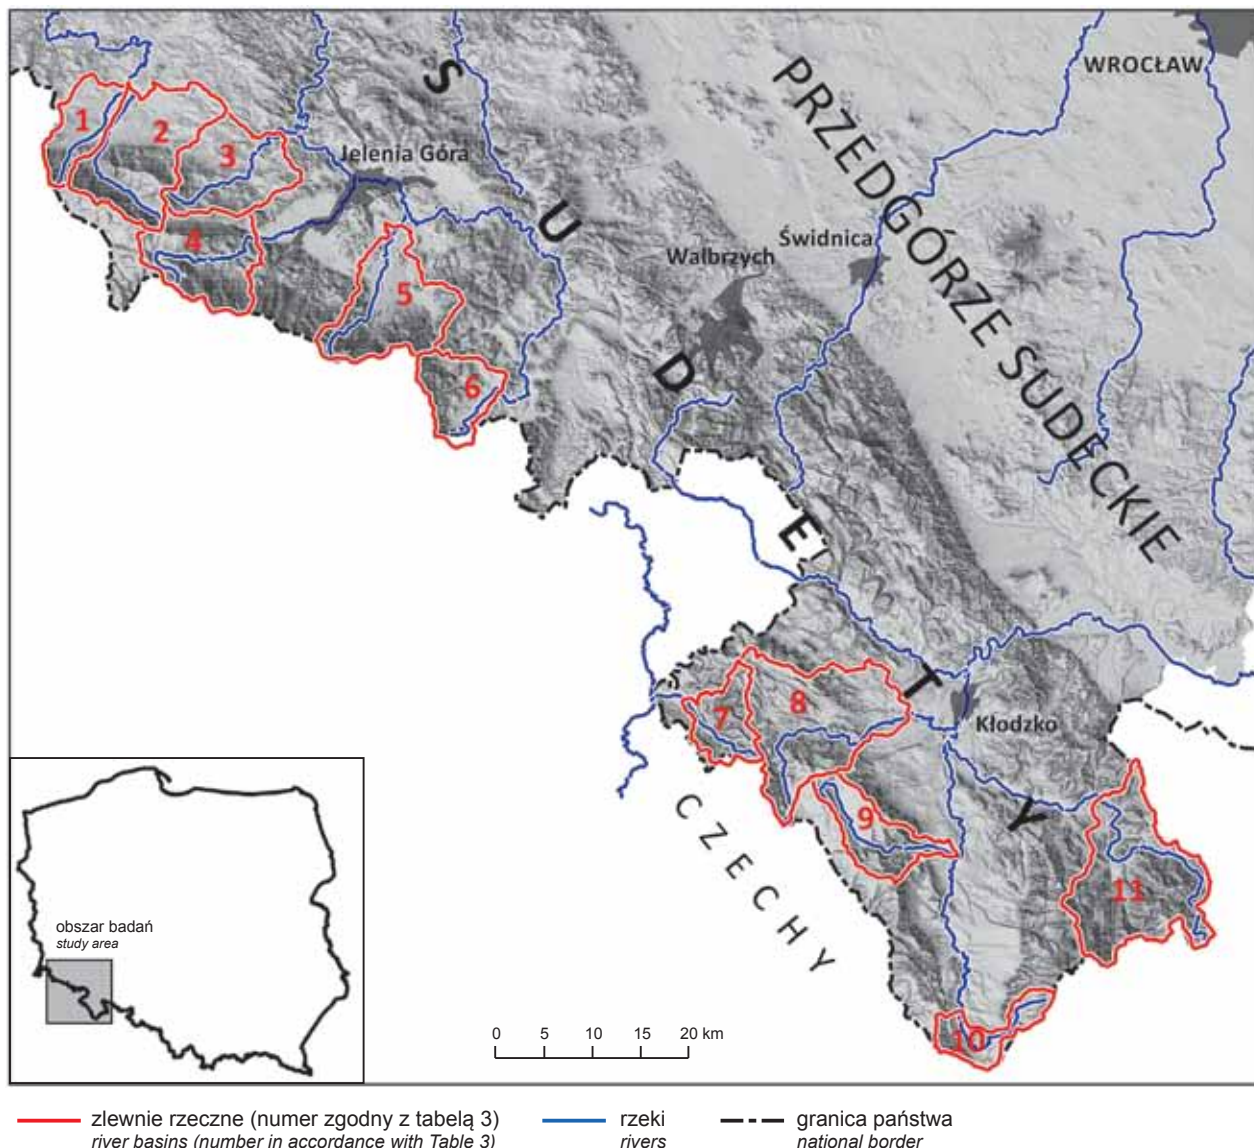 WROCŁAW
PRZEDGÓRZE SUDECKIE
SUDETY
Jelenia Góra
Świdnica
Wałbrzych
Kłodzko
CZECHY
1
2
3
4
5
6
7
8
9
10
11
obszar badań
study area
0 5 10 15 20 km
zlewnie rzeczne (numer zgodny z tabelą 3)
river basins (number in accordance with Table 3)
rzeki
rivers
granica państwa
national border